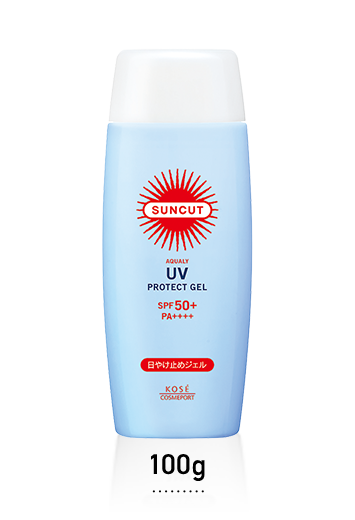 SUNCUT
AQUALY
UV
PROTECT GEL
SPF50+
PA++++
日やけ止めジェル
KOSÉ
COSMEPORT
100g